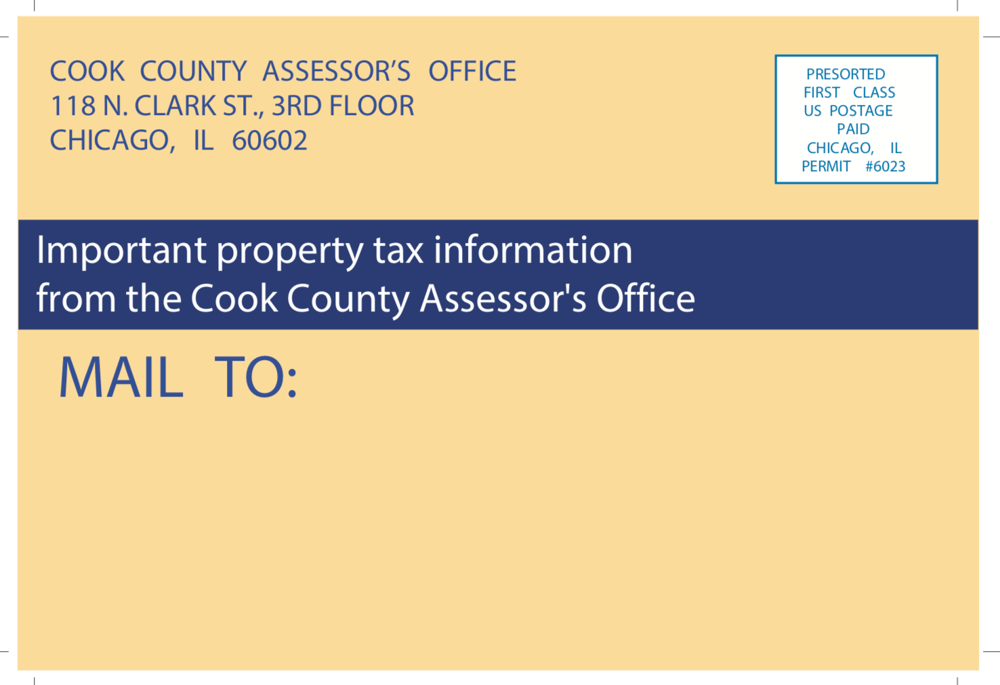 COOK COUNTY ASSESSOR’S OFFICE
118 N. CLARK ST., 3RD FLOOR
CHICAGO, IL 60602
PRESORTED
FIRST CLASS
US POSTAGE
PAID
CHICAGO, IL
PERMIT #6023
Important property tax information
from the Cook County Assessor's Office
MAIL TO: